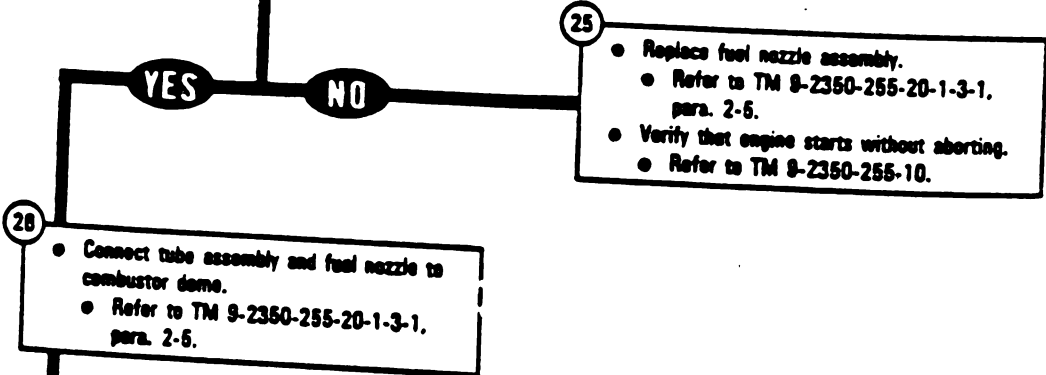 25
● Replace fuel nozzle assembly.
● Refer to TM 9-2350-255-20-1-3-1,
para. 2-5.
● Verify that engine starts without aborting.
● Refer to TM 9-2350-255-10.
YES
NO
26
● Connect tube assembly and fuel nozzle to
combustor dome.
● Refer to TM 9-2350-255-20-1-3-1,
para. 2-5.